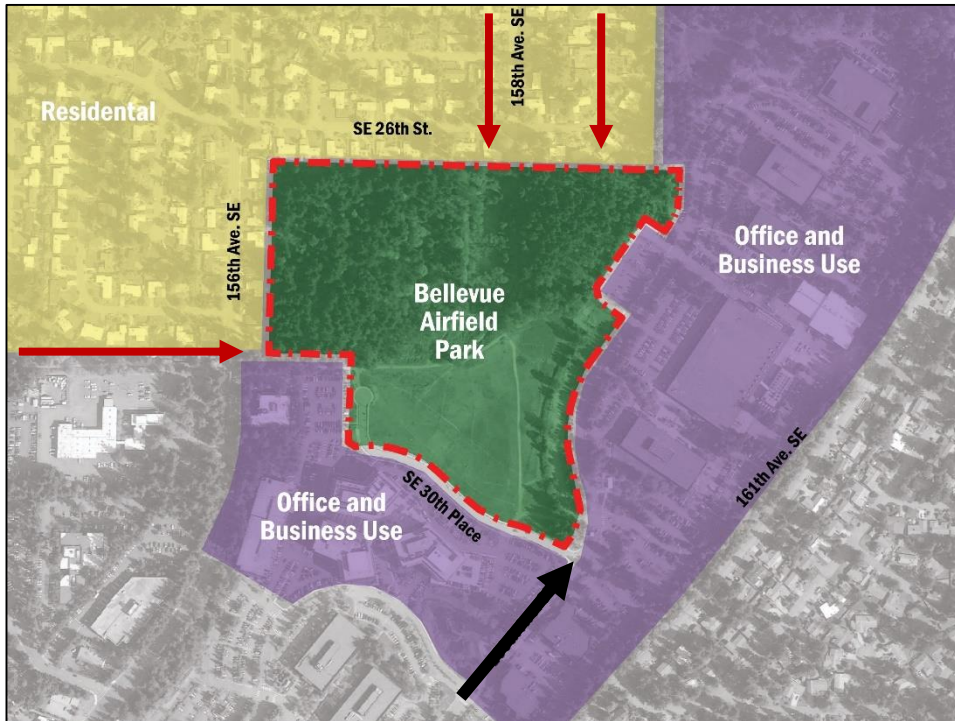 158th Ave. SE
Residental
SE 26th St.
156th Ave. SE
Office and
Business Use
Bellevue
Airfield
Park
161th Ave. SE
SE 30th Place
Office and
Business Use